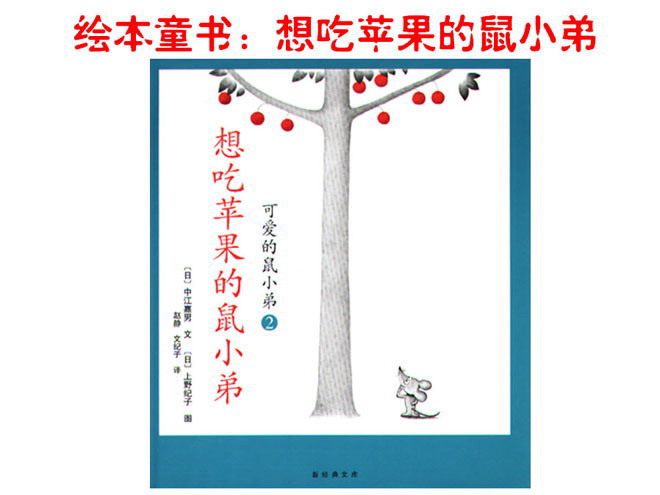 绘本童书：想吃苹果的鼠小弟
想吃苹果的鼠小弟
可爱的鼠小弟 2
〔日〕中江嘉男 文 〔日〕上野纪子 图
赵静 文纪子 译
新经典文库